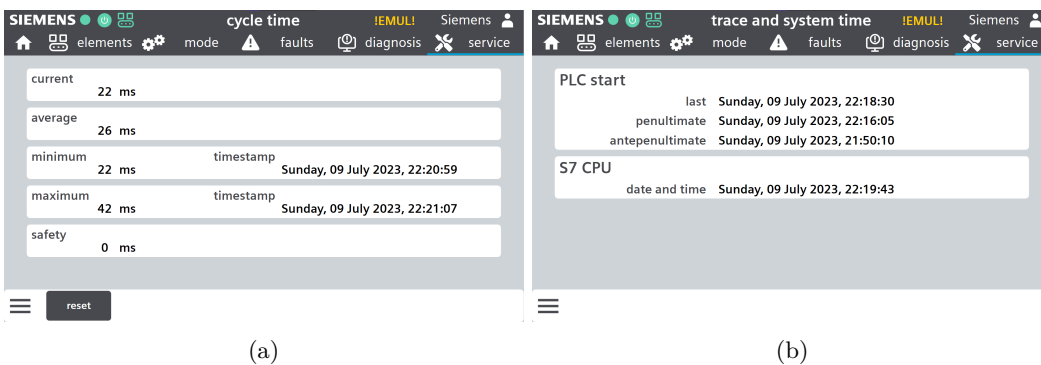 SIEMENS cycle time !EMUL! Siemens
elements mode faults diagnosis service
current
22 ms
average
26 ms
minimum timestamp
22 ms Sunday, 09 July 2023, 22:20:59
maximum timestamp
42 ms Sunday, 09 July 2023, 22:21:07
safety
0 ms
reset
(a)
SIEMENS trace and system time !EMUL! Siemens
elements mode faults diagnosis service
PLC start
last Sunday, 09 July 2023, 22:18:30
penultimate Sunday, 09 July 2023, 22:16:05
antepenultimate Sunday, 09 July 2023, 21:50:10
S7 CPU
date and time Sunday, 09 July 2023, 22:19:43
(b)